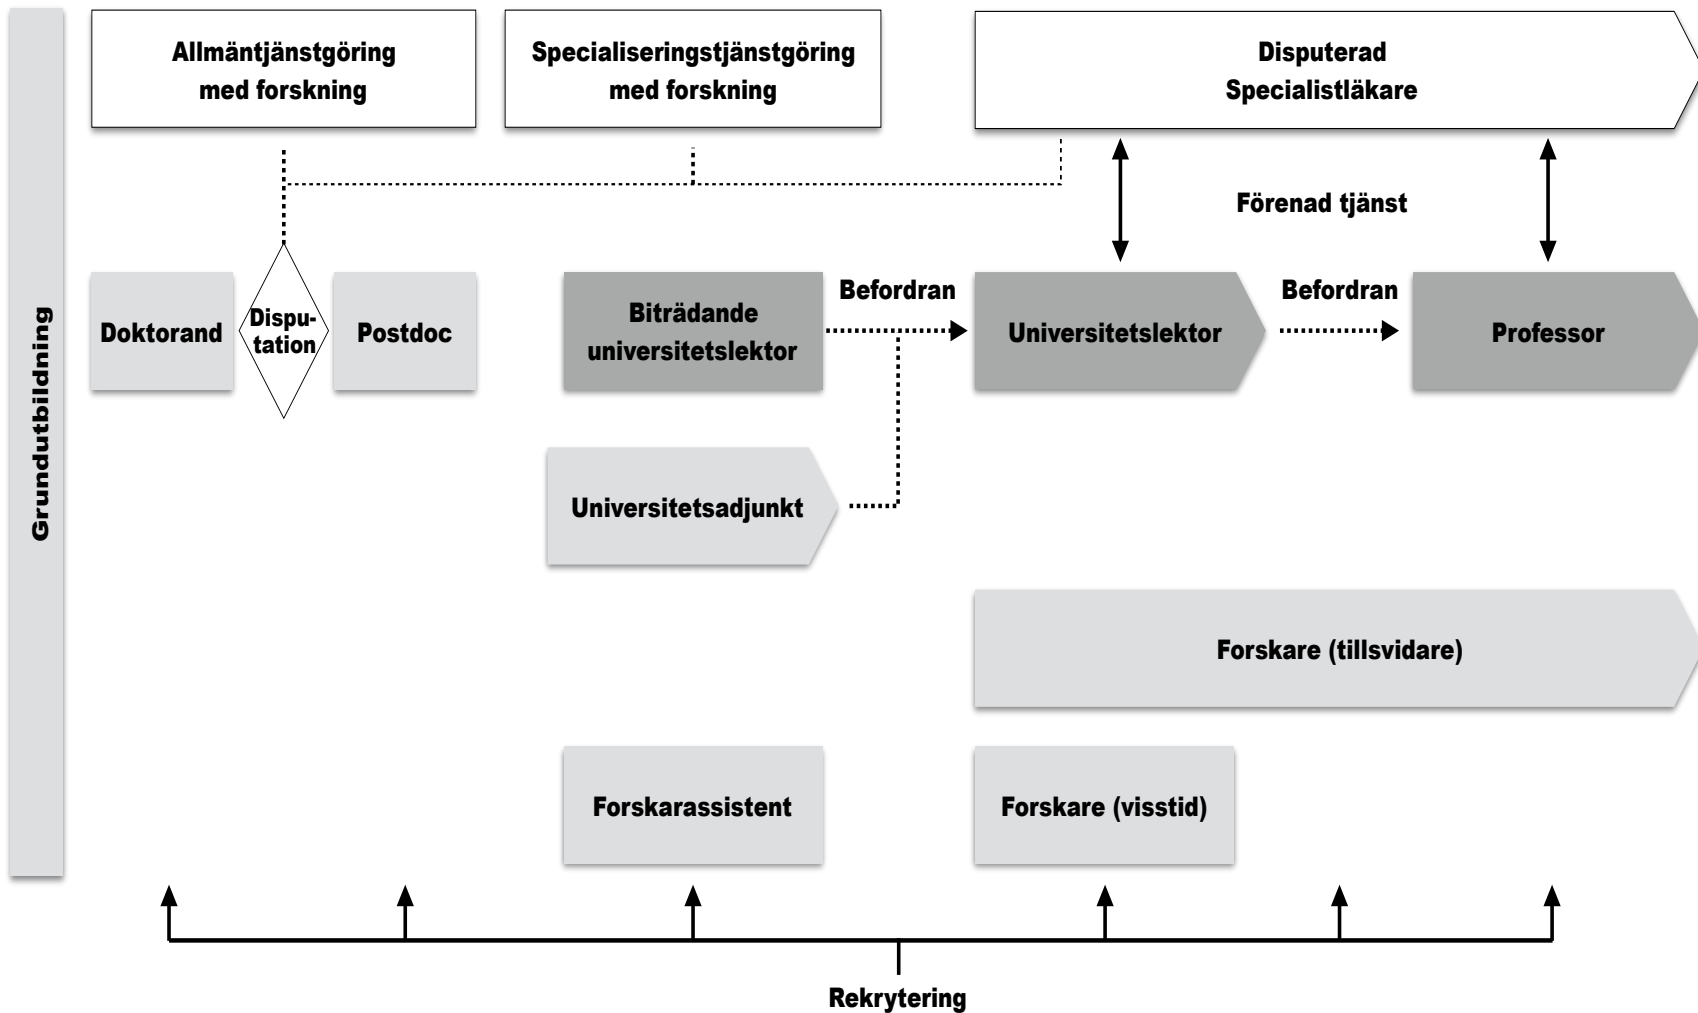 Grundutbildning
Allmäntjänstgöring
med forskning
Specialiseringstjänstgöring
med forskning
Disputerad
Specialistläkare
Förenad tjänst
Doktorand
Dispu-
tation
Postdoc
Biträdande
universitetslektor
Befordran
Universitetslektor
Befordran
Professor
Universitetsadjunkt
Forskare (tillsvidare)
Forskarassistent
Forskare (visstid)
Rekrytering